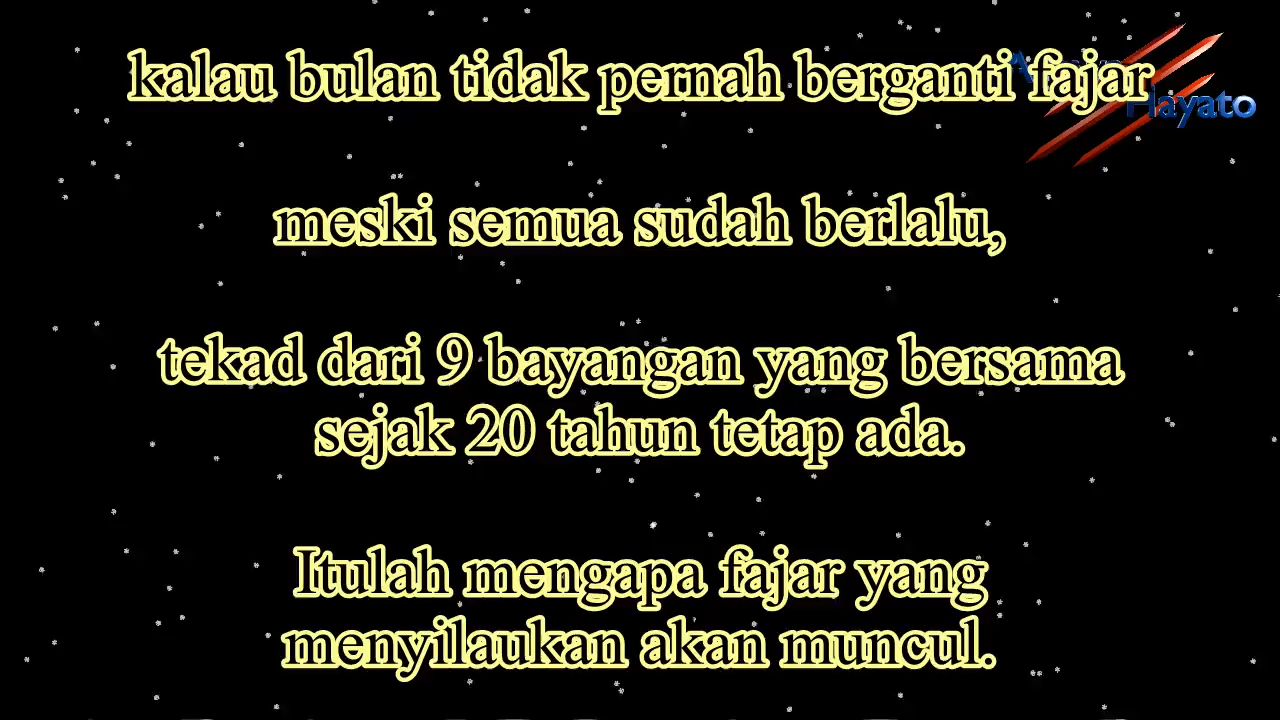 kalau bulan tidak pernah berganti fajar
Hayato
meski semua sudah berlalu,
tekad dari 9 bayangan yang bersama
sejak 20 tahun tetap ada.
Itulah mengapa fajar yang
menyilaukan akan muncul.